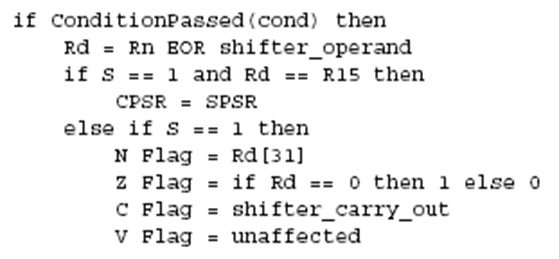 if ConditionPassed(cond) then
Rd = Rn EOR shifter_operand
if S == 1 and Rd == R15 then
CPSR = SPSR
else if S == 1 then
N Flag = Rd[31]
Z Flag = if Rd == 0 then 1 else 0
C Flag = shifter_carry_out
V Flag = unaffected